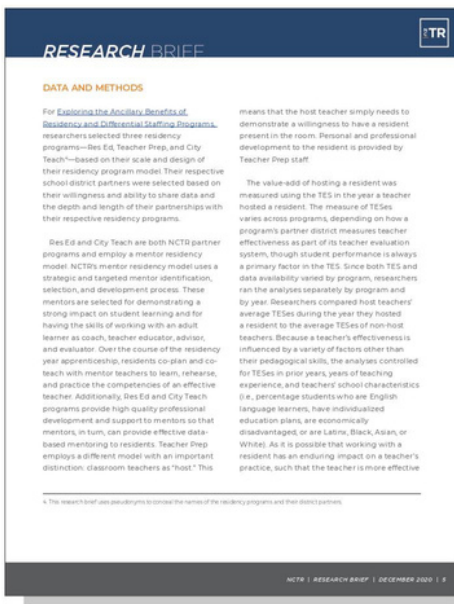 TR
RESEARCH BRIEF
DATA AND METHODS
For Exploring the Ancillary Benefits of
Residency and Differential Staffing Programs,
researchers selected three residency
programs—Res Ed, Teacher Prep, and City
Teach⁴—based on their scale and design of
their residency program model. Their respective
school district partners were selected based on
their willingness and ability to share data and
the depth and length of their partnerships with
their respective residency programs.
Res Ed and City Teach are both NCTR partner
programs and employ a mentor residency
model. NCTR's mentor residency model uses a
strategic and targeted mentor identification,
selection, and development process. These
mentors are selected for demonstrating a
strong impact on student learning and for
having the skills of working with an adult
learner as coach, teacher educator, advisor,
and evaluator. Over the course of the residency
year apprenticeship, residents co-plan and co-
teach with mentor teachers to learn, rehearse,
and practice the competencies of an effective
teacher. Additionally, Res Ed and City Teach
programs provide high quality professional
development and support to mentors so that
mentors, in turn, can provide effective data-
based mentoring to residents. Teacher Prep
employs a different model with an important
distinction: classroom teachers as "host." This
means that the host teacher simply needs to
demonstrate a willingness to have a resident
present in the room. Personal and professional
development to the resident is provided by
Teacher Prep staff.
The value-add of hosting a resident was
measured using the TES in the year a teacher
hosted a resident. The measure of TESes
varies across programs, depending on how a
program's partner district measures teacher
effectiveness as part of its teacher evaluation
system, though student performance is always
a primary factor in the TES. Since both TES and
data availability varied by program, researchers
ran the analyses separately by program and
by year. Researchers compared host teachers'
average TESes during the year they hosted
a resident to the average TESes of non-host
teachers. Because a teacher's effectiveness is
influenced by a variety of factors other than
their pedagogical skills, the analyses controlled
for TESes in prior years, years of teaching
experience, and teachers' school characteristics
(i.e., percentage students who are English
language learners, have individualized
education plans, are economically
disadvantaged, or are Latinx, Black, Asian, or
White). As it is possible that working with a
resident has an enduring impact on a teacher's
practice, such that the teacher is more effective
4. This research brief uses pseudonyms to conceal the names of the residency programs and their district partners.
NCTR | RESEARCH BRIEF | DECEMBER 2020 | 5